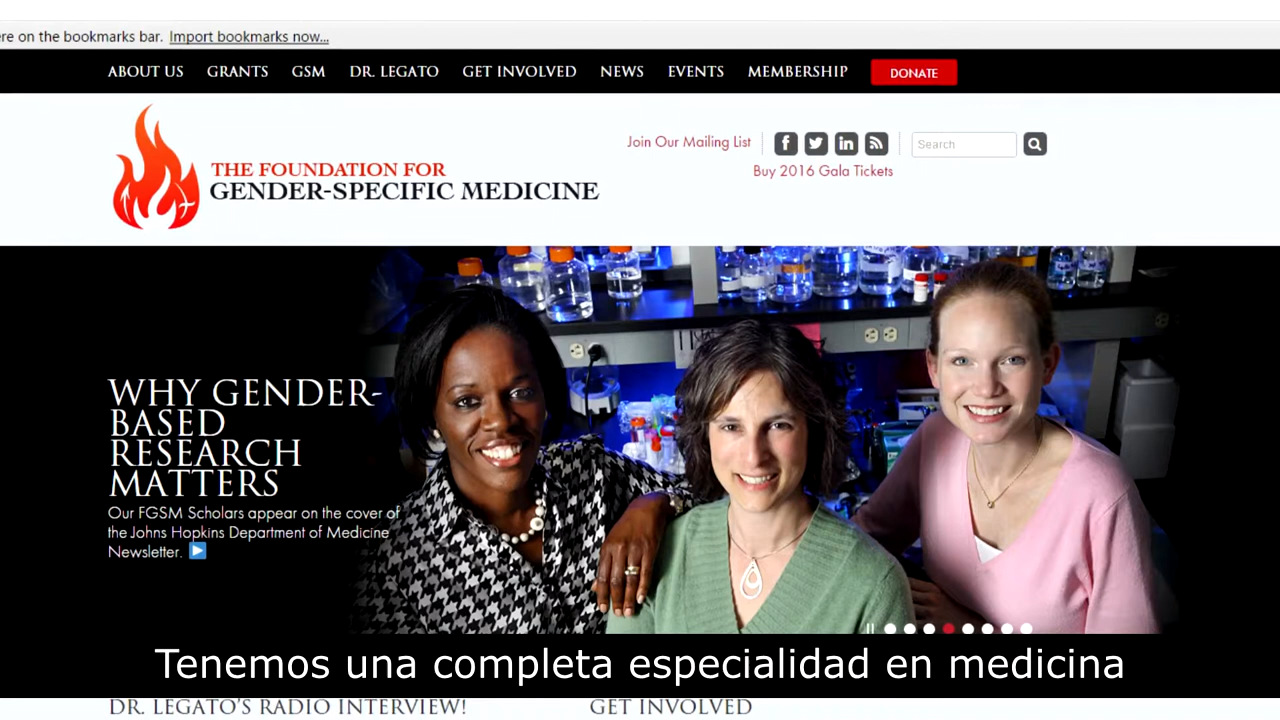 re on the bookmarks bar. Import bookmarks now...
ABOUT US GRANTS GSM DR. LEGATO GET INVOLVED NEWS EVENTS MEMBERSHIP DONATE
Join Our Mailing List
Search
Buy 2016 Gala Tickets
THE FOUNDATION FOR
GENDER-SPECIFIC MEDICINE
WHY GENDER-
BASED
RESEARCH
MATTERS
Our FGSM Scholars appear on the cover of
the Johns Hopkins Department of Medicine
Newsletter.
Tenemos una completa especialidad en medicina
DR. LEGATO'S RADIO INTERVIEW! GET INVOLVED